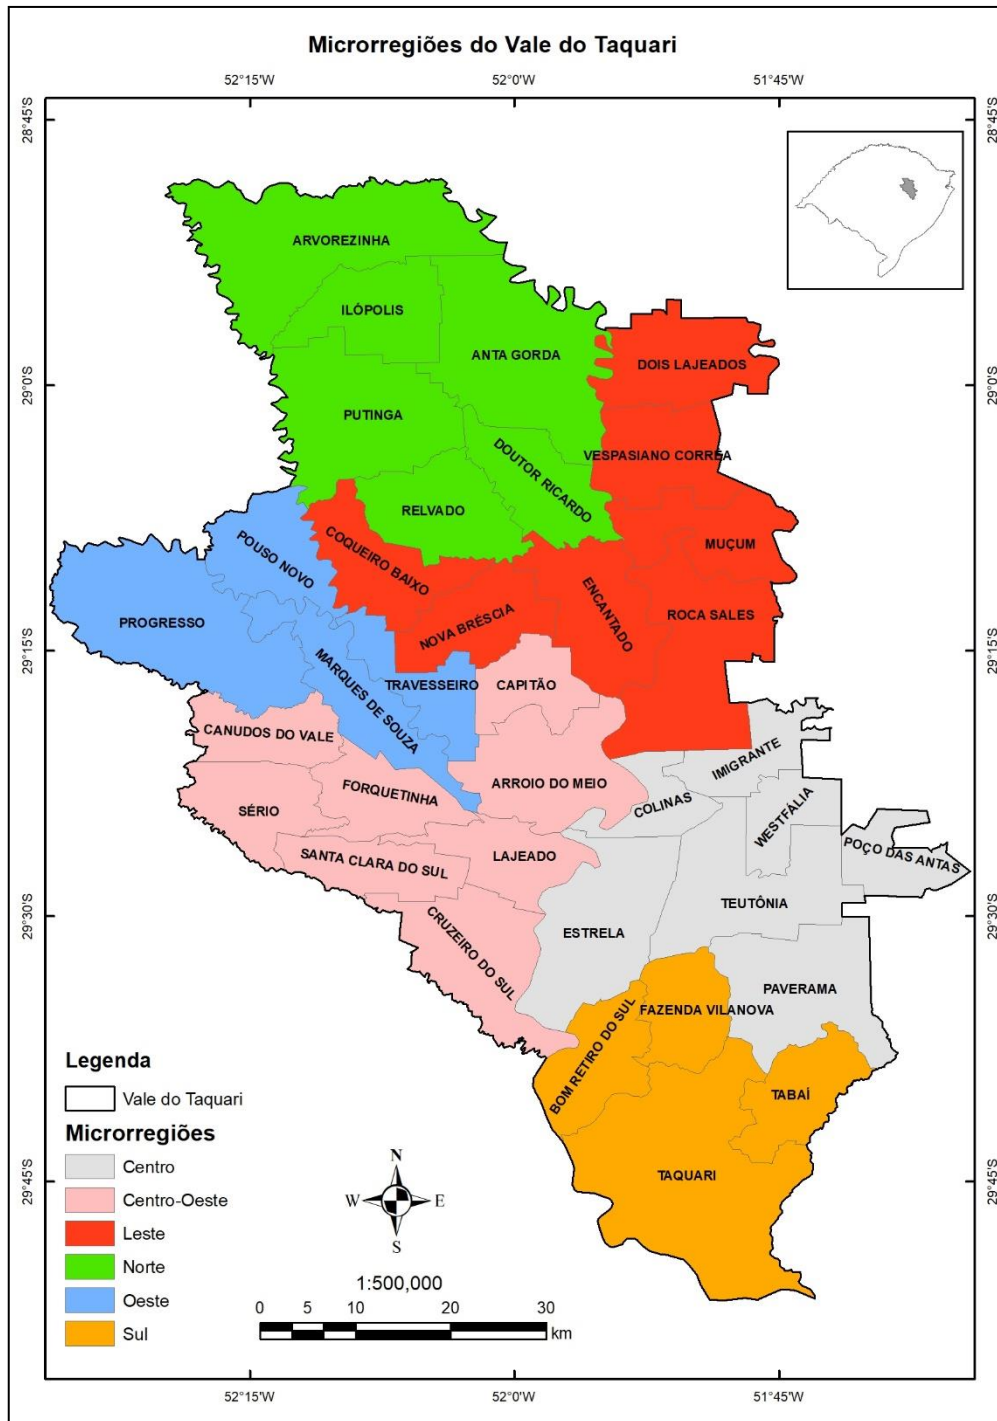 Microrregiões do Vale do Taquari
52°15'W
52°0'W
51°45'W
28°45'S
28°45'S
ARVOREZINHA
ILÓPOLIS
ANTA GORDA
DOIS LAJEADOS
29°0'S
29°0'S
PUTINGA
DOUTOR RICARDO
VESPASIANO CORRÊA
RELVADO
MUÇUM
POUSO NOVO
COQUEIRO BAIXO
ENCANTADO
ROCA SALES
PROGRESSO
NOVA BRÉSCIA
29°15'S
29°15'S
MARQUES DE SOUZA
TRAVESSEIRO
CAPITÃO
CANUDOS DO VALE
IMIGRANTE
FORQUETINHA
ARROIO DO MEIO
COLINAS
WESTFÁLIA
SÉRIO
POÇO DAS ANTAS
SANTA CLARA DO SUL
LAJEADO
TEUTÔNIA
29°30'S
29°30'S
CRUZEIRO DO SUL
ESTRELA
PAVERAMA
FAZENDA VILANOVA
BOM RETIRO DO SUL
TABAÍ
TAQUARI
29°45'S
29°45'S
Legenda
Vale do Taquari
Microrregiões
Centro
Centro-Oeste
Leste
Norte
Oeste
Sul
N
W E
S
1:500,000
0 5 10 20 30
km
52°15'W
52°0'W
51°45'W